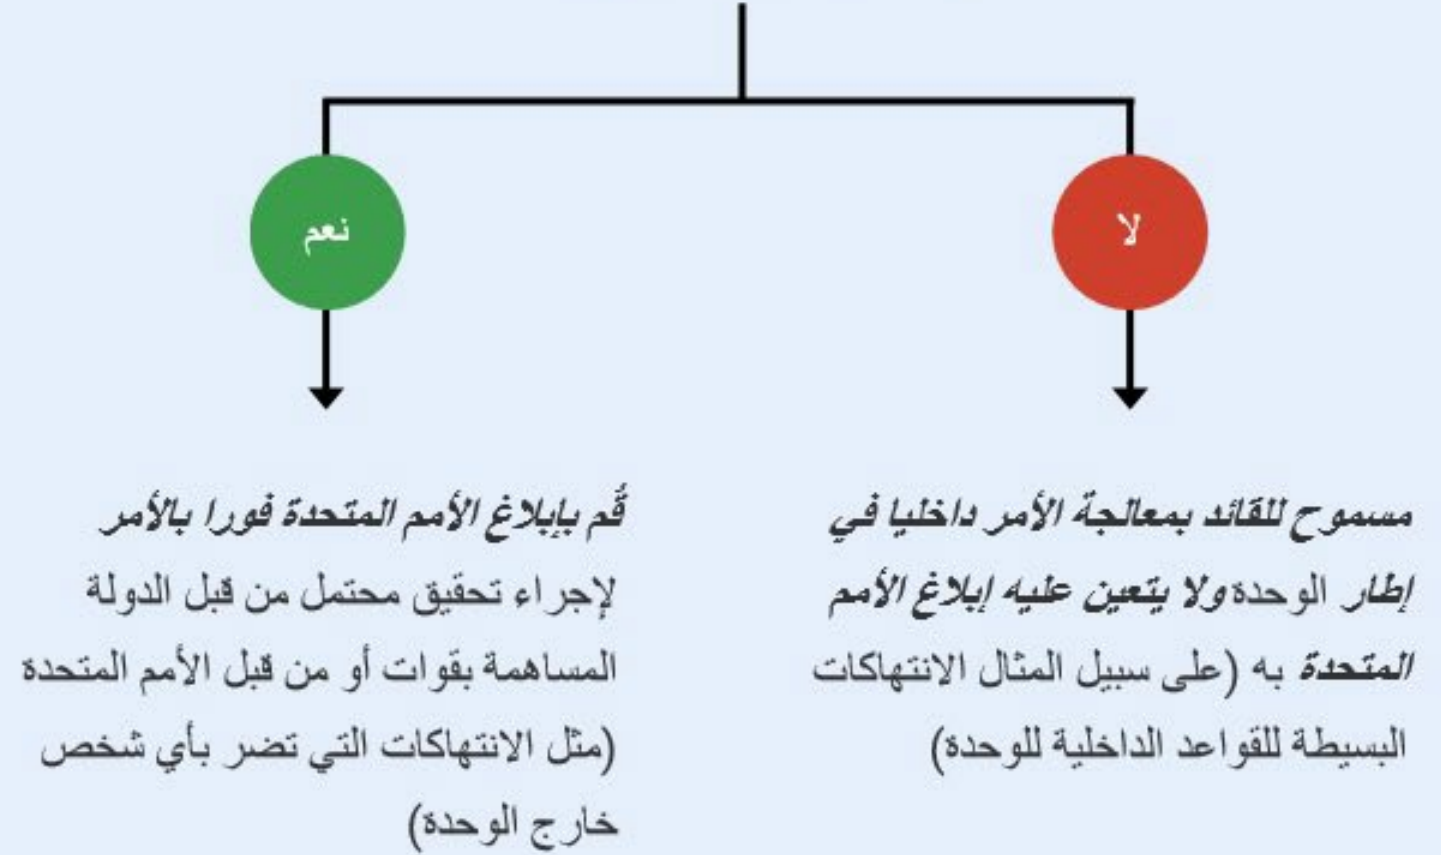 لا
مسموح للقائد بمعالجة الأمر داخليا في
إطار الوحدة ولا يتعين عليه إبلاغ الأمم
المتحدة به (على سبيل المثال الانتهاكات
البسيطة للقواعد الداخلية للوحدة)
نعم
قُم بإبلاغ الأمم المتحدة فورا بالأمر
لإجراء تحقيق محتمل من قبل الدولة
المساهمة بقوات أو من قبل الأمم المتحدة
(مثل الانتهاكات التي تضر بأي شخص
خارج الوحدة)